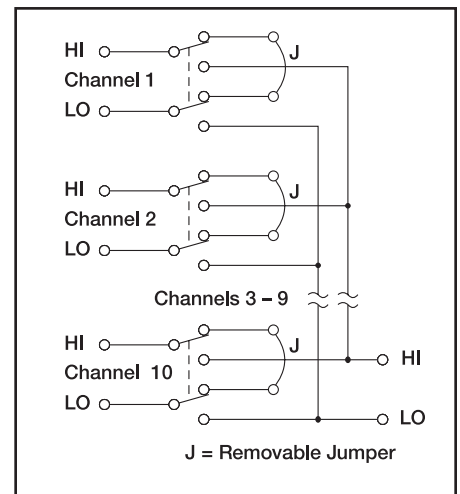 HI
J
Channel 1
LO
HI
J
Channel 2
LO
Channels 3 – 9
HI
J
HI
Channel 10
LO
LO
J = Removable Jumper